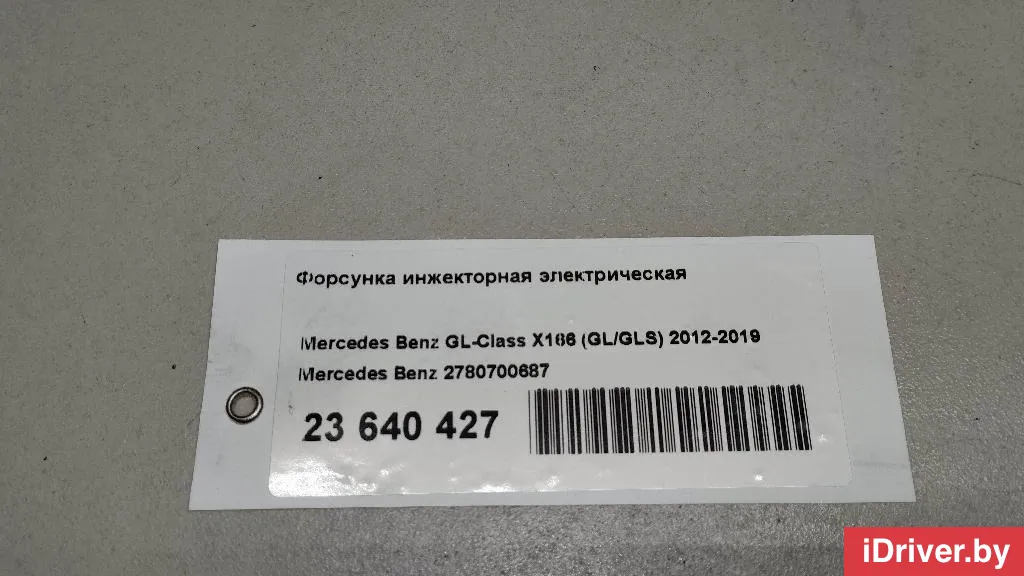 Форсунка инжекторная электрическая
Mercedes Benz GL-Class X166 (GL/GLS) 2012-2019
Mercedes Benz 2780700687
23 640 427
iDriver.by